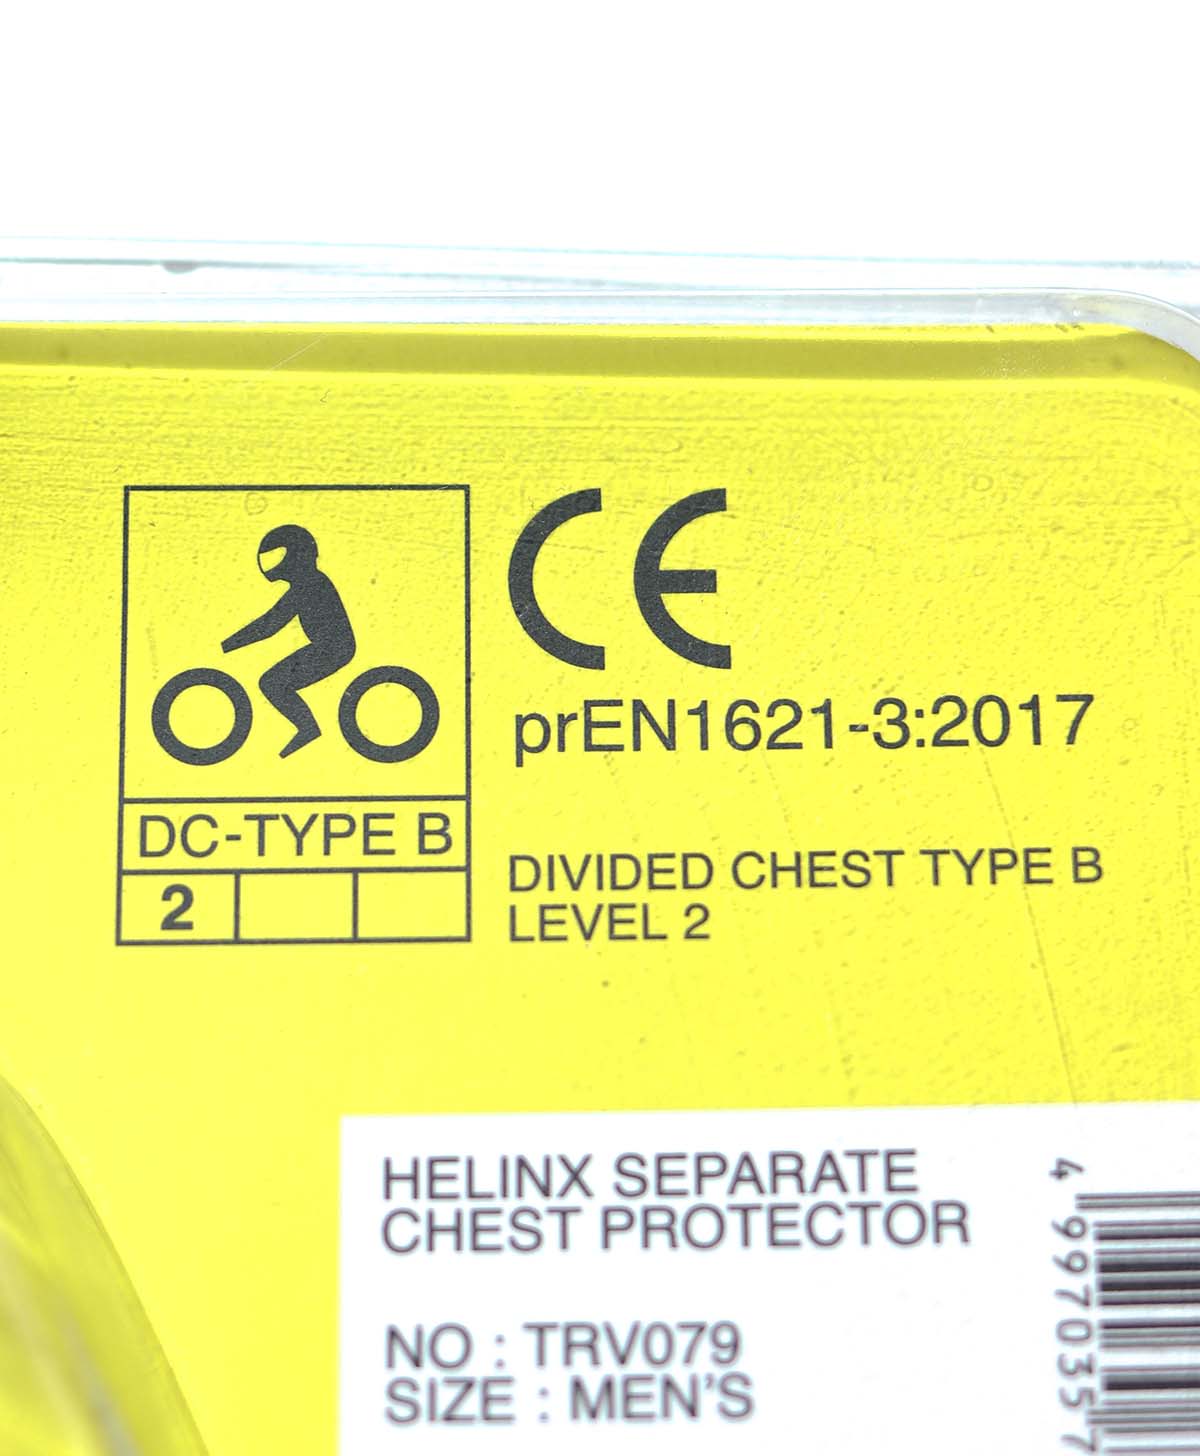 CE
prEN1621-3:2017
DC-TYPE B
2
DIVIDED CHEST TYPE B
LEVEL 2
HELINX SEPARATE
CHEST PROTECTOR
NO : TRV079
SIZE : MEN'S
4 997035 7